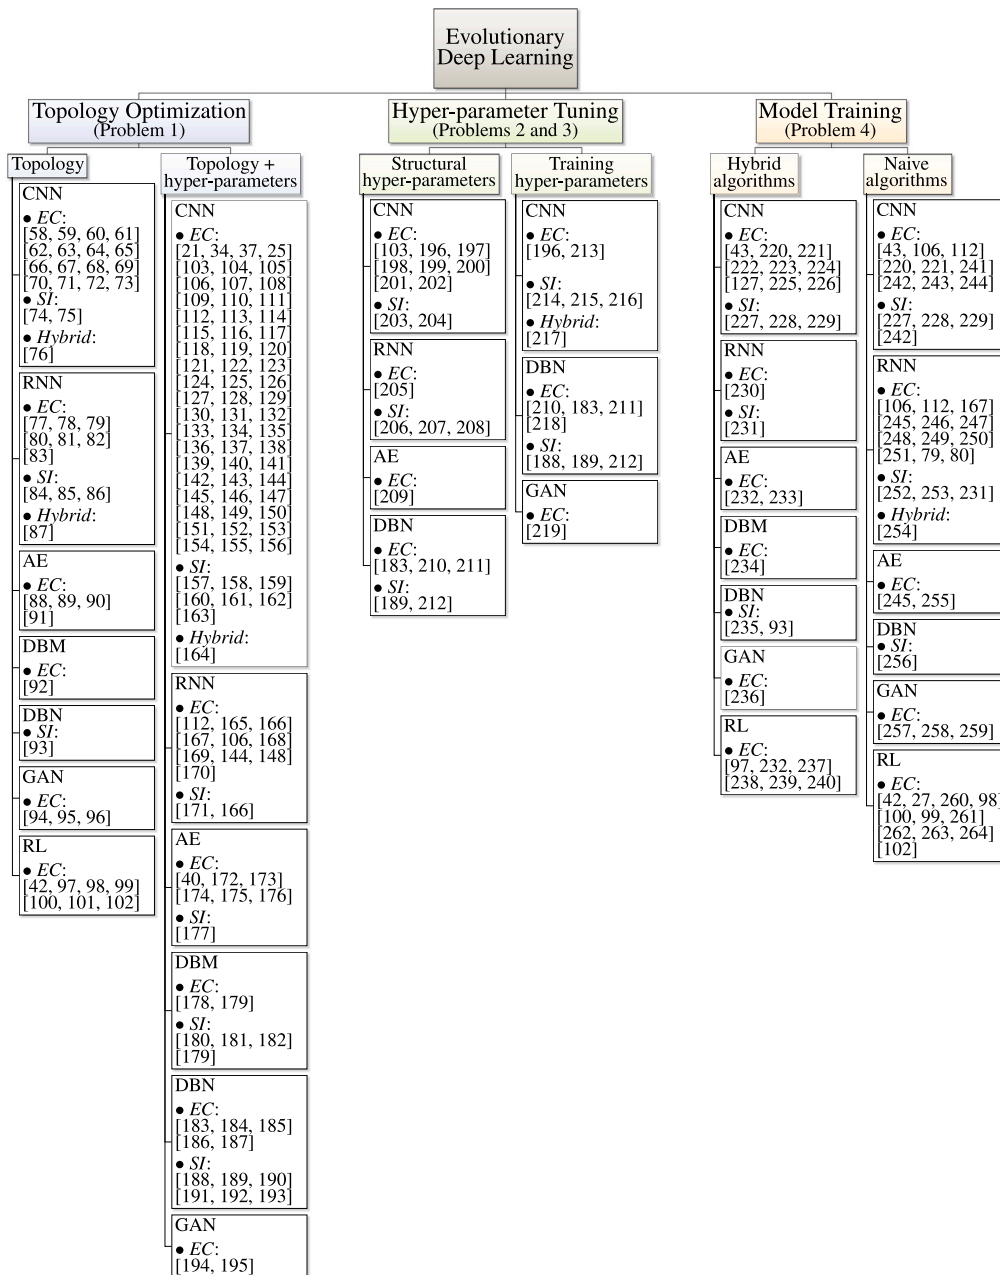 Evolutionary
Deep Learning
Topology Optimization
(Problem 1)
Topology
CNN
● EC:
[58, 59, 60, 61]
[62, 63, 64, 65]
[66, 67, 68, 69]
[70, 71, 72, 73]
● SI:
[74, 75]
● Hybrid:
[76]
RNN
● EC:
[77, 78, 79]
[80, 81, 82]
[83]
● SI:
[84, 85, 86]
● Hybrid:
[87]
AE
● EC:
[88, 89, 90]
[91]
DBM
● EC:
[92]
DBN
● SI:
[93]
GAN
● EC:
[94, 95, 96]
RL
● EC:
[42, 97, 98, 99]
[100, 101, 102]
Topology +
hyper-parameters
CNN
● EC:
[21, 34, 37, 25]
[103, 104, 105]
[106, 107, 108]
[109, 110, 111]
[112, 113, 114]
[115, 116, 117]
[118, 119, 120]
[121, 122, 123]
[124, 125, 126]
[127, 128, 129]
[130, 131, 132]
[133, 134, 135]
[136, 137, 138]
[139, 140, 141]
[142, 143, 144]
[145, 146, 147]
[148, 149, 150]
[151, 152, 153]
[154, 155, 156]
● SI:
[157, 158, 159]
[160, 161, 162]
[163]
● Hybrid:
[164]
RNN
● EC:
[112, 165, 166]
[167, 106, 168]
[169, 144, 148]
[170]
● SI:
[171, 166]
AE
● EC:
[40, 172, 173]
[174, 175, 176]
● SI:
[177]
DBM
● EC:
[178, 179]
● SI:
[180, 181, 182]
[179]
DBN
● EC:
[183, 184, 185]
[186, 187]
● SI:
[188, 189, 190]
[191, 192, 193]
GAN
● EC:
[194, 195]
Hyper-parameter Tuning
(Problems 2 and 3)
Structural
hyper-parameters
CNN
● EC:
[103, 196, 197]
[198, 199, 200]
[201, 202]
● SI:
[203, 204]
RNN
● EC:
[205]
● SI:
[206, 207, 208]
AE
● EC:
[209]
DBN
● EC:
[183, 210, 211]
● SI:
[189, 212]
Training
hyper-parameters
CNN
● EC:
[196, 213]
● SI:
[214, 215, 216]
● Hybrid:
[217]
DBN
● EC:
[210, 183, 211]
[218]
● SI:
[188, 189, 212]
GAN
● EC:
[219]
Model Training
(Problem 4)
Hybrid
algorithms
CNN
● EC:
[43, 220, 221]
[222, 223, 224]
[127, 225, 226]
● SI:
[227, 228, 229]
RNN
● EC:
[230]
● SI:
[231]
AE
● EC:
[232, 233]
DBM
● EC:
[234]
DBN
● SI:
[235, 93]
GAN
● EC:
[236]
RL
● EC:
[97, 232, 237]
[238, 239, 240]
Naive
algorithms
CNN
● EC:
[43, 106, 112]
[220, 221, 241]
[242, 243, 244]
● SI:
[227, 228, 229]
[242]
RNN
● EC:
[106, 112, 167]
[245, 246, 247]
[248, 249, 250]
[251, 79, 80]
● SI:
[252, 253, 231]
● Hybrid:
[254]
AE
● EC:
[245, 255]
DBN
● SI:
[256]
GAN
● EC:
[257, 258, 259]
RL
● EC:
[42, 27, 260, 98]
[100, 99, 261]
[262, 263, 264]
[102]